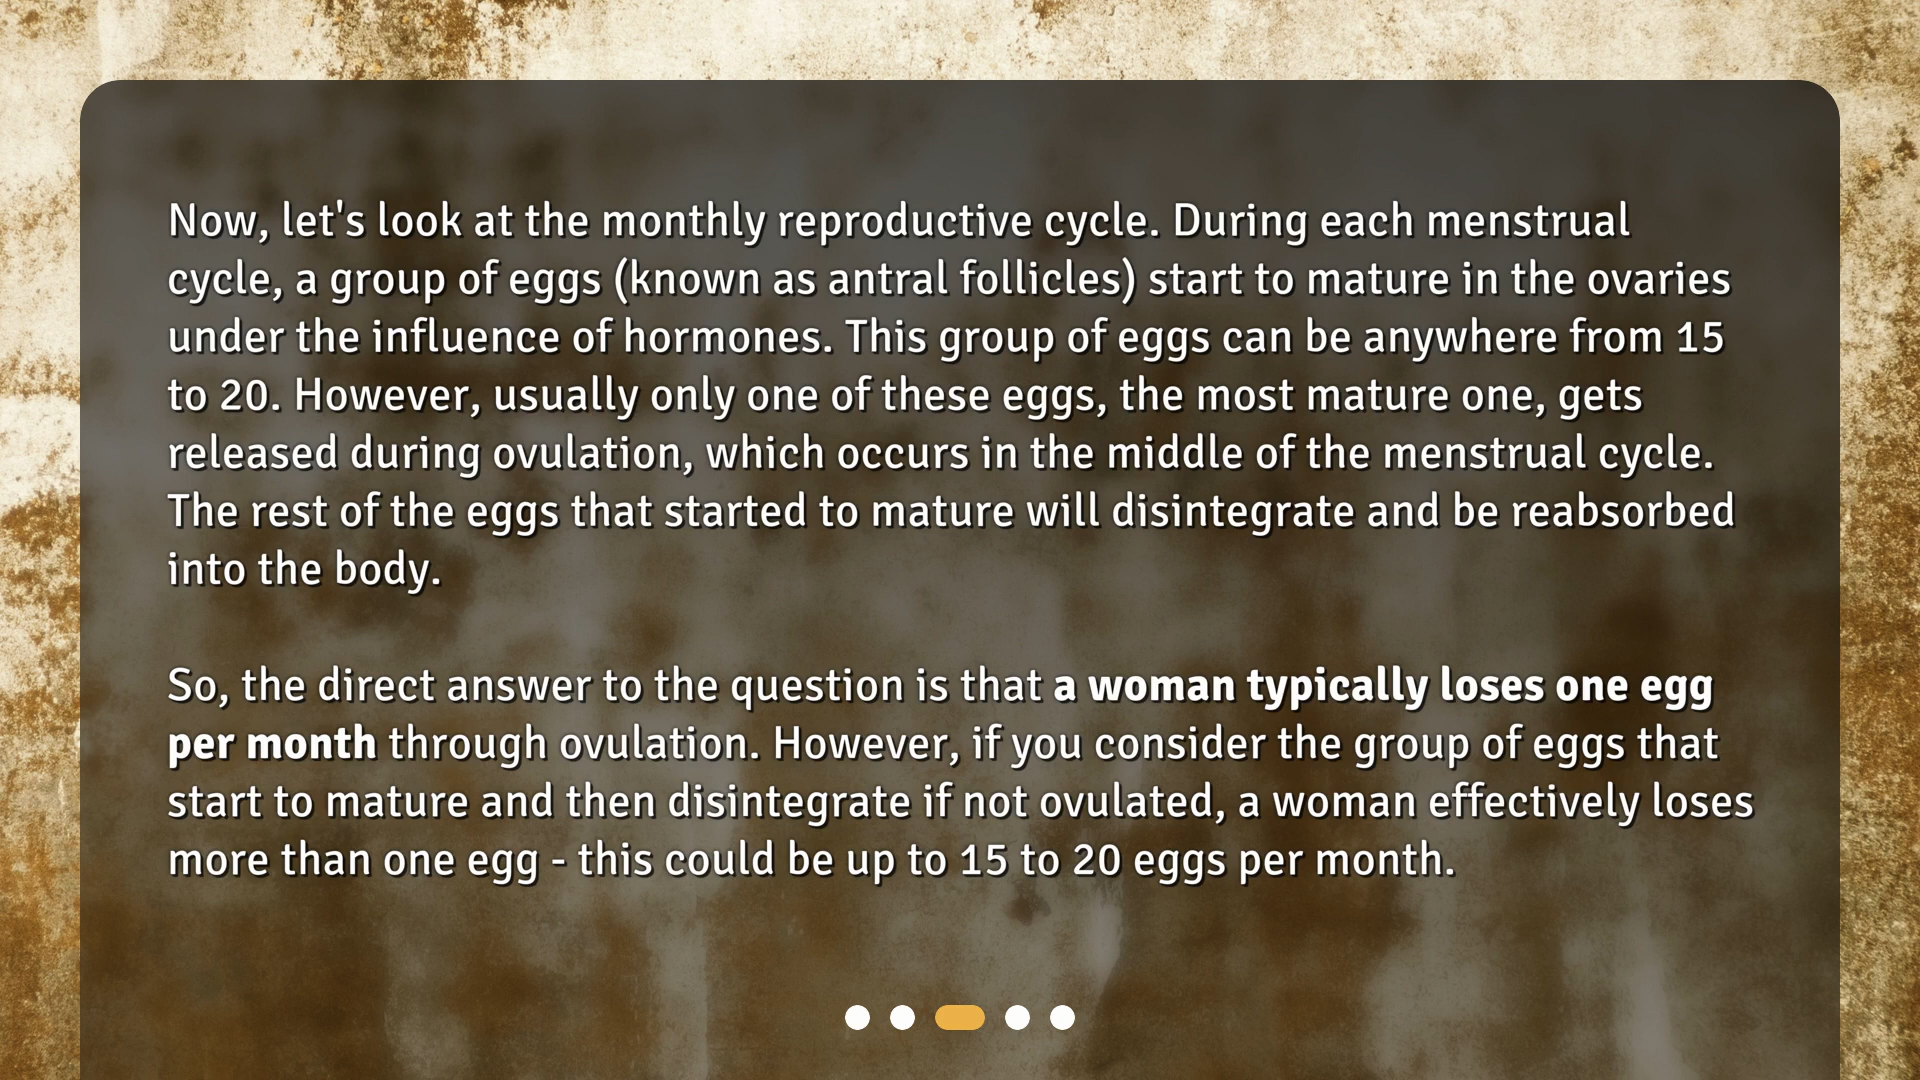 Now, let's look at the monthly reproductive cycle. During each menstrual
cycle, a group of eggs (known as antral follicles) start to mature in the ovaries
under the influence of hormones. This group of eggs can be anywhere from 15
to 20. However, usually only one of these eggs, the most mature one, gets
released during ovulation, which occurs in the middle of the menstrual cycle.
The rest of the eggs that started to mature will disintegrate and be reabsorbed
into the body.
So, the direct answer to the question is that a woman typically loses one egg
per month through ovulation. However, if you consider the group of eggs that
start to mature and then disintegrate if not ovulated, a woman effectively loses
more than one egg - this could be up to 15 to 20 eggs per month.